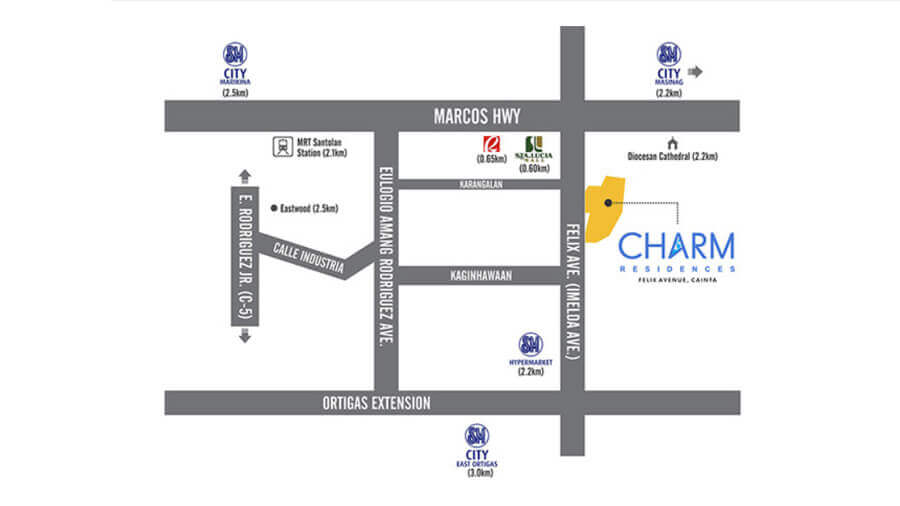 SM
CITY
MARIKINA
(2.5km)
SM
CITY
MASINAG
(2.2km)
MARCOS HWY
MRT Santolan
Station (2.1km)
(0.65km)
STA. LUCIA
MALL
(0.60km)
Diocesan Cathedral (2.2km)
KARANGALAN
EULOGIO AMANG RODRIGUEZ AVE.
E. RODRIGUEZ JR. (C-5)
Eastwood (2.5km)
CALLE INDUSTRIA
FELIX AVE. (IMELDA AVE.)
CHARM
RESIDENCES
FELIX AVENUE, CAINTA
KAGINHAWAAN
SM
HYPERMARKET
(2.2km)
ORTIGAS EXTENSION
SM
CITY
EAST ORTIGAS
(3.0km)